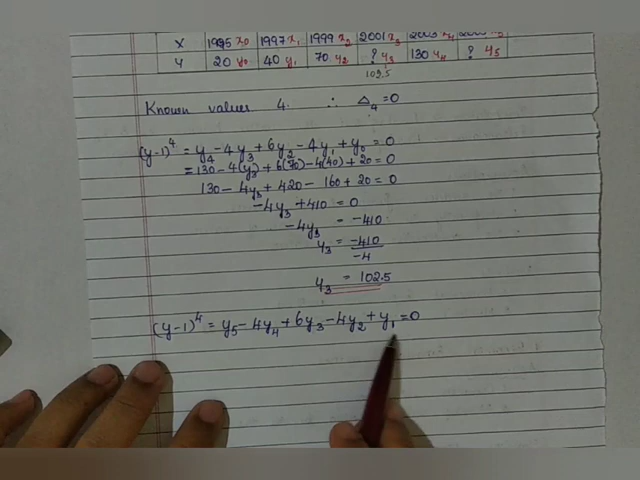 X 1995 x0 1997 x1 1999 x2 2001 x3 2003 x4
Y 20 y0 40 y1 70 y2 ? y3 130 y4 ? y5
102.5
Known values 4. ∴ Δ4 = 0
(y-1)^4 = y4 - 4y3 + 6y2 - 4y1 + y0 = 0
= 130 - 4(y3) + 6(70) - 4(40) + 20 = 0
130 - 4y3 + 420 - 160 + 20 = 0
-4y3 + 410 = 0
-4y3 = -410
y3 = -410/-4
y3 = 102.5
(y-1)^4 = y5 - 4y4 + 6y3 - 4y2 + y1 = 0